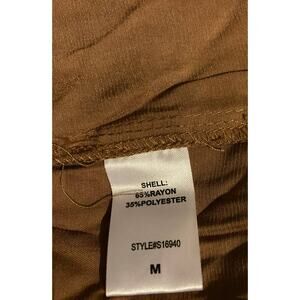 SHELL:
65%RAYON
35%POLYESTER
STYLE#S16940
M